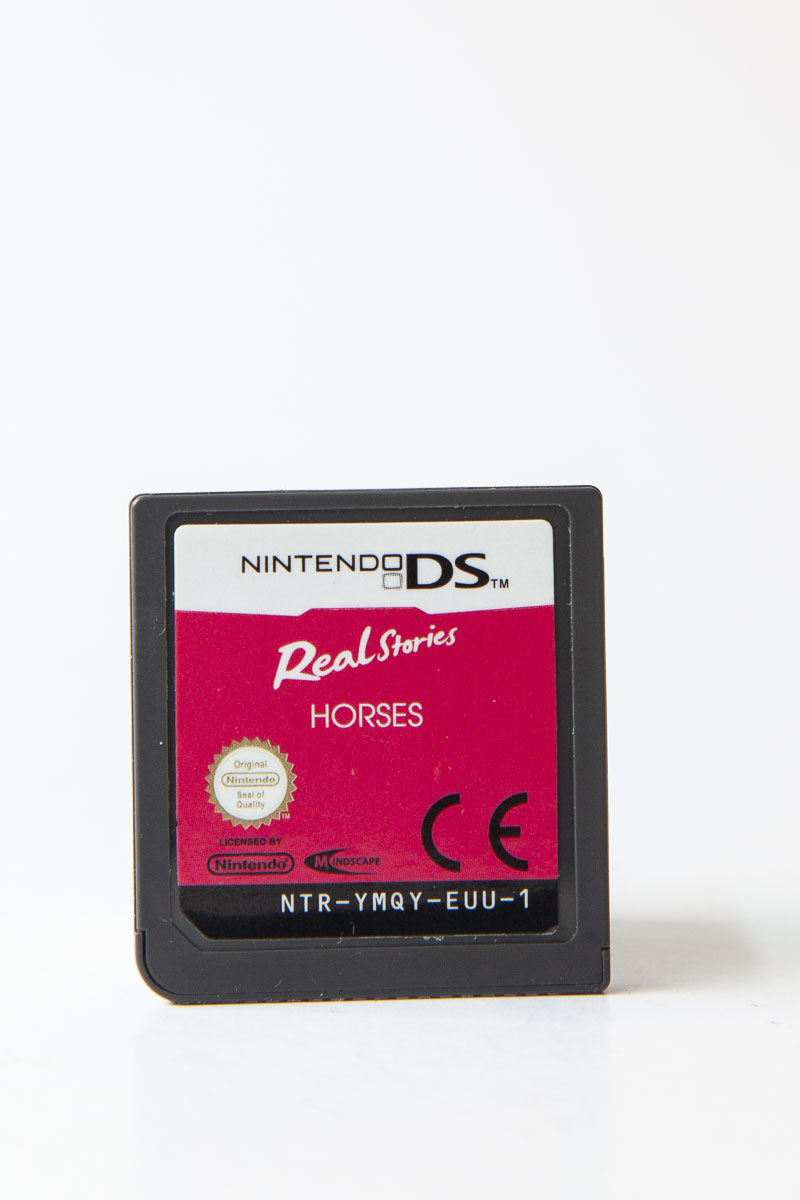 NINTENDO DS™
Real Stories
HORSES
Original
Nintendo
Seal of
Quality
TM
LICENSED BY
Nintendo®
MINDSCAPE
CE
NTR-YMQY-EUU-1